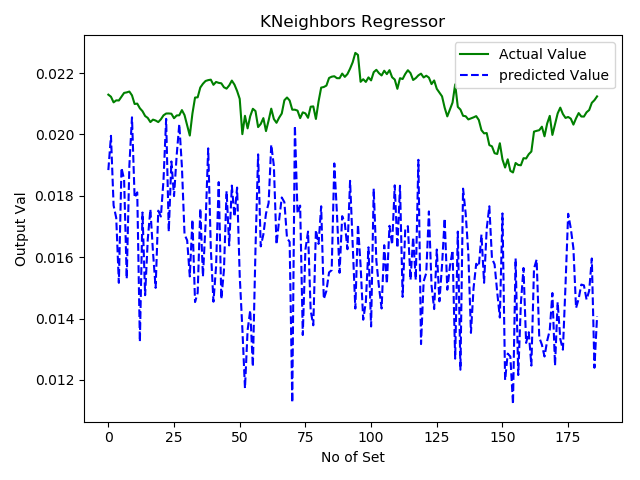 KNeighbors Regressor
Actual Value
predicted Value
Output Val
0.022
0.020
0.018
0.016
0.014
0.012
0 25 50 75 100 125 150 175
No of Set